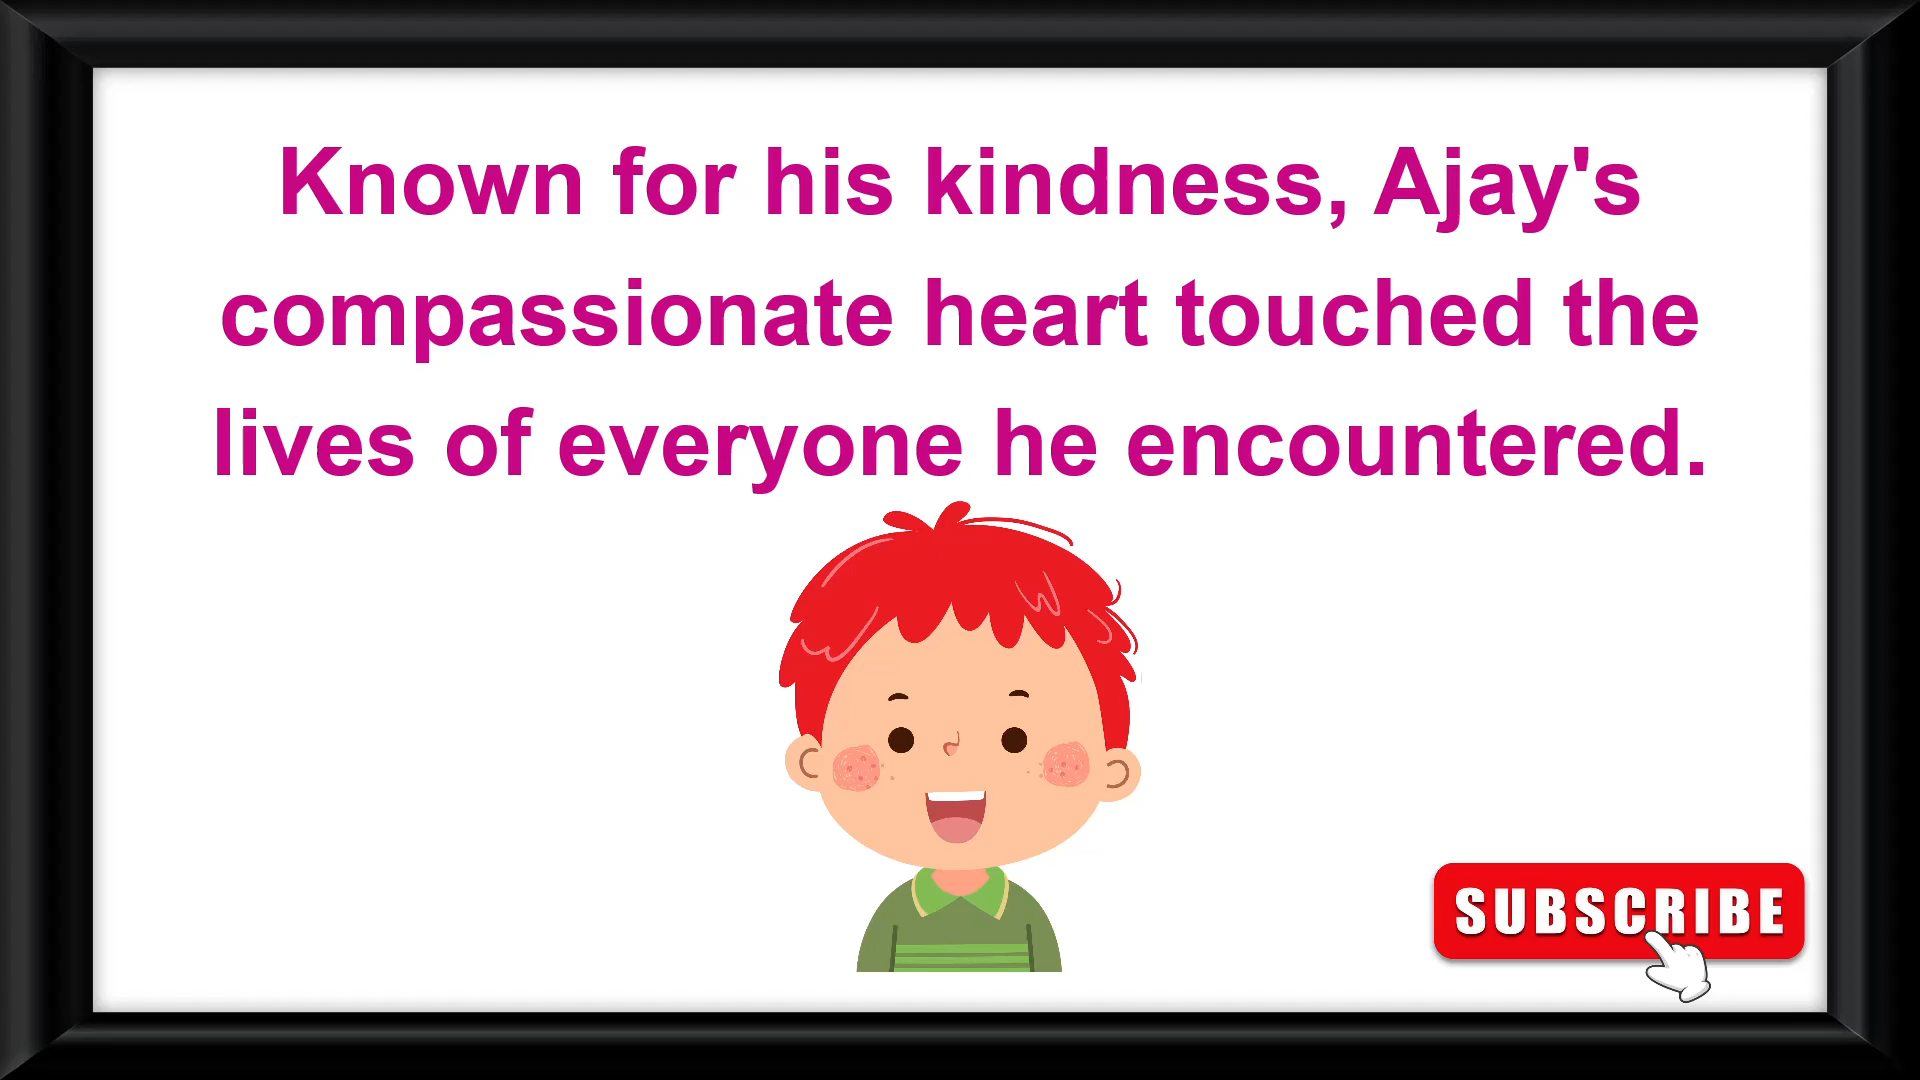 Known for his kindness, Ajay's
compassionate heart touched the
lives of everyone he encountered.
SUBSCRIBE